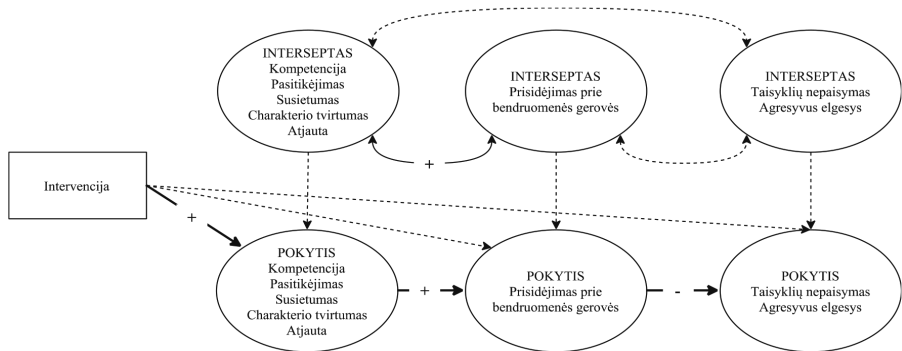 INTERSEPTAS
Kompetencija
Pasitikėjimas
Susietumas
Charakterio tvirtumas
Atjauta
INTERSEPTAS
Prisidėjimas prie
bendruomenės gerovės
INTERSEPTAS
Taisyklių nepaisymas
Agresyvus elgesys
+
Intervencija
+
POKYTIS
Kompetencija
Pasitikėjimas
Susietumas
Charakterio tvirtumas
Atjauta
+
POKYTIS
Prisidėjimas prie
bendruomenės gerovės
-
POKYTIS
Taisyklių nepaisymas
Agresyvus elgesys